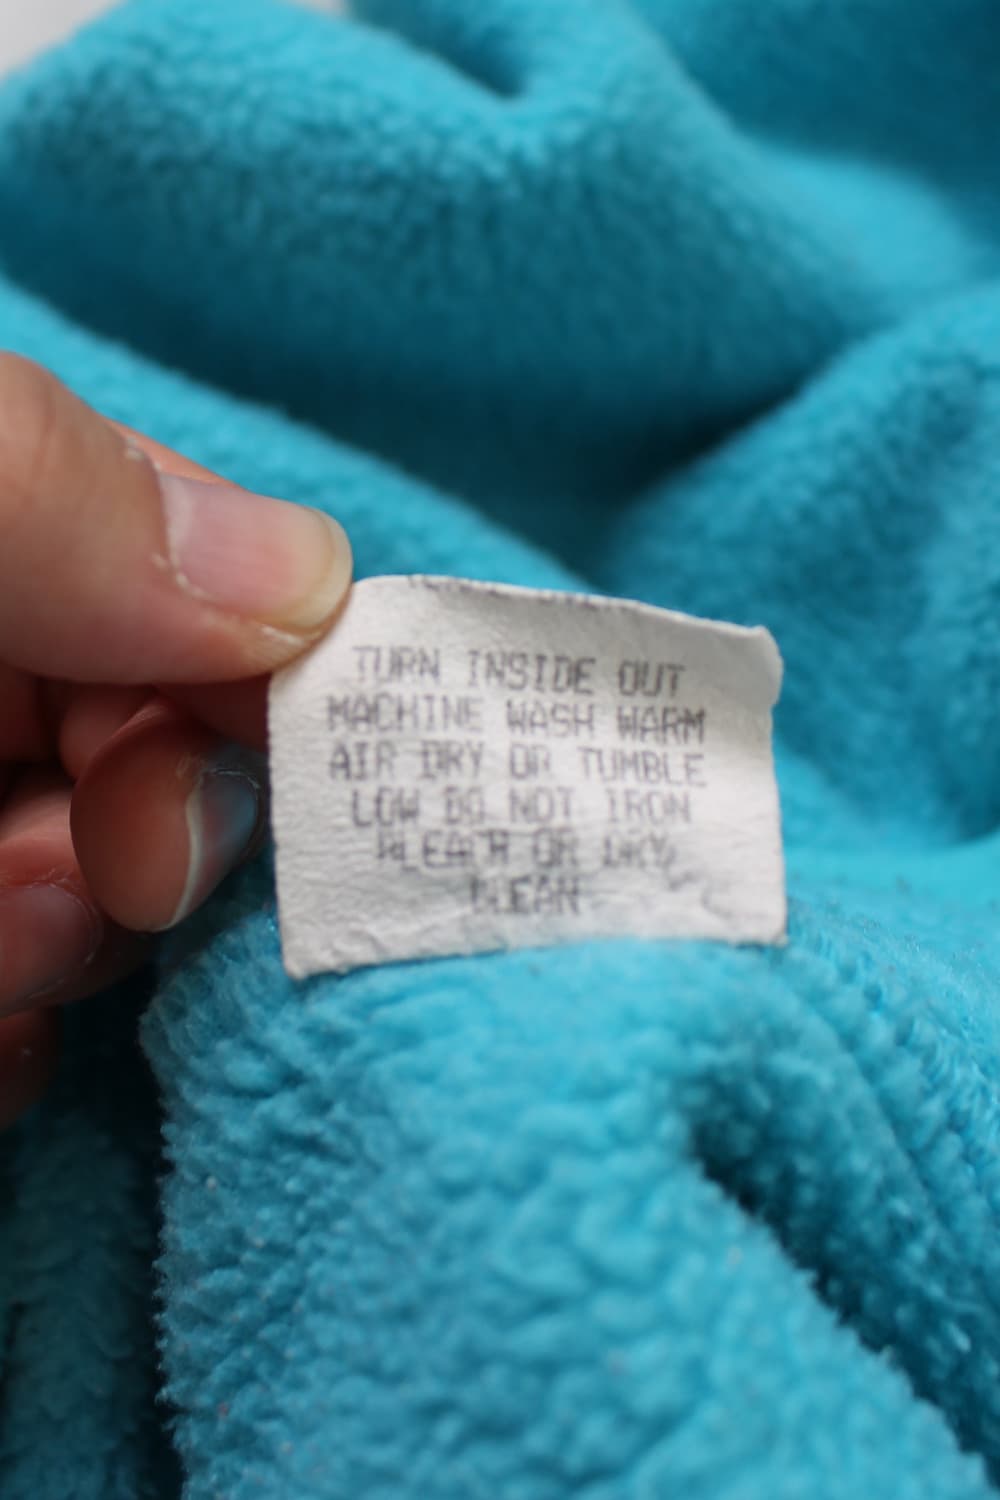 TURN INSIDE OUT
MACHINE WASH WARM
AIR DRY OR TUMBLE
LOW DO NOT IRON
BLEACH OR DRY
CLEAN